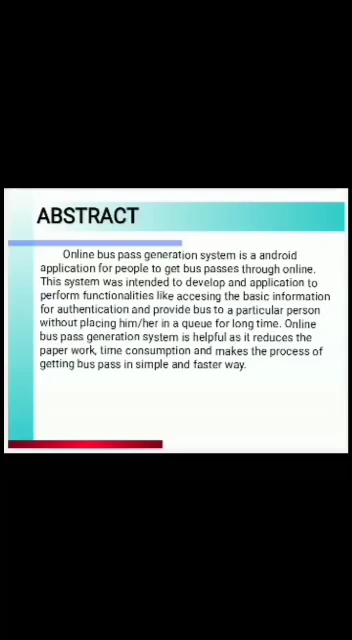 ABSTRACT
Online bus pass generation system is a android
application for people to get bus passes through online.
This system was intended to develop and application to
perform functionalities like accesing the basic information
for authentication and provide bus to a particular person
without placing him/her in a queue for long time. Online
bus pass generation system is helpful as it reduces the
paper work, time consumption and makes the process of
getting bus pass in simple and faster way.